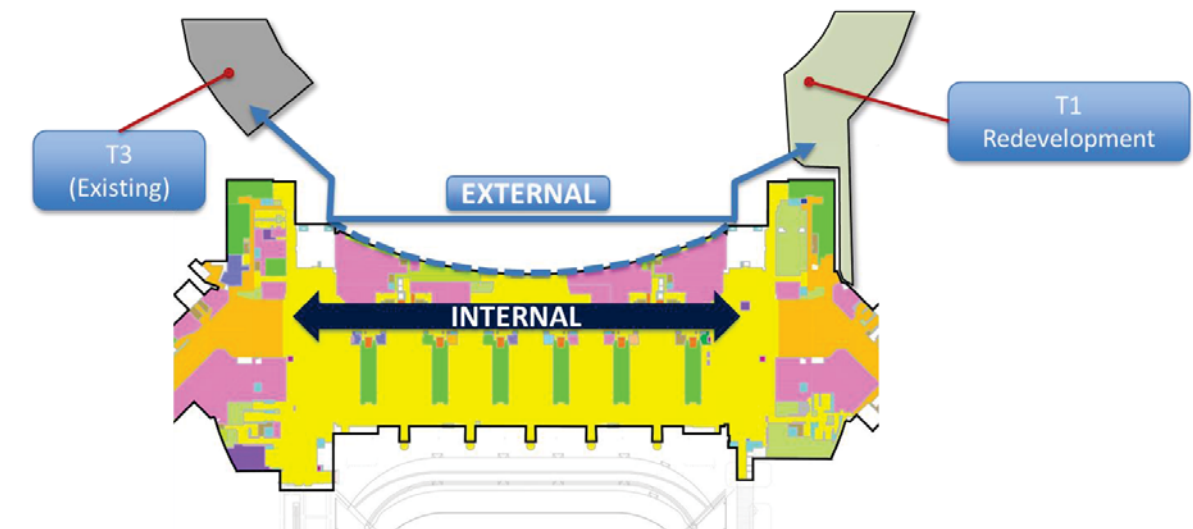 T3
(Existing)
T1
Redevelopment
EXTERNAL
INTERNAL